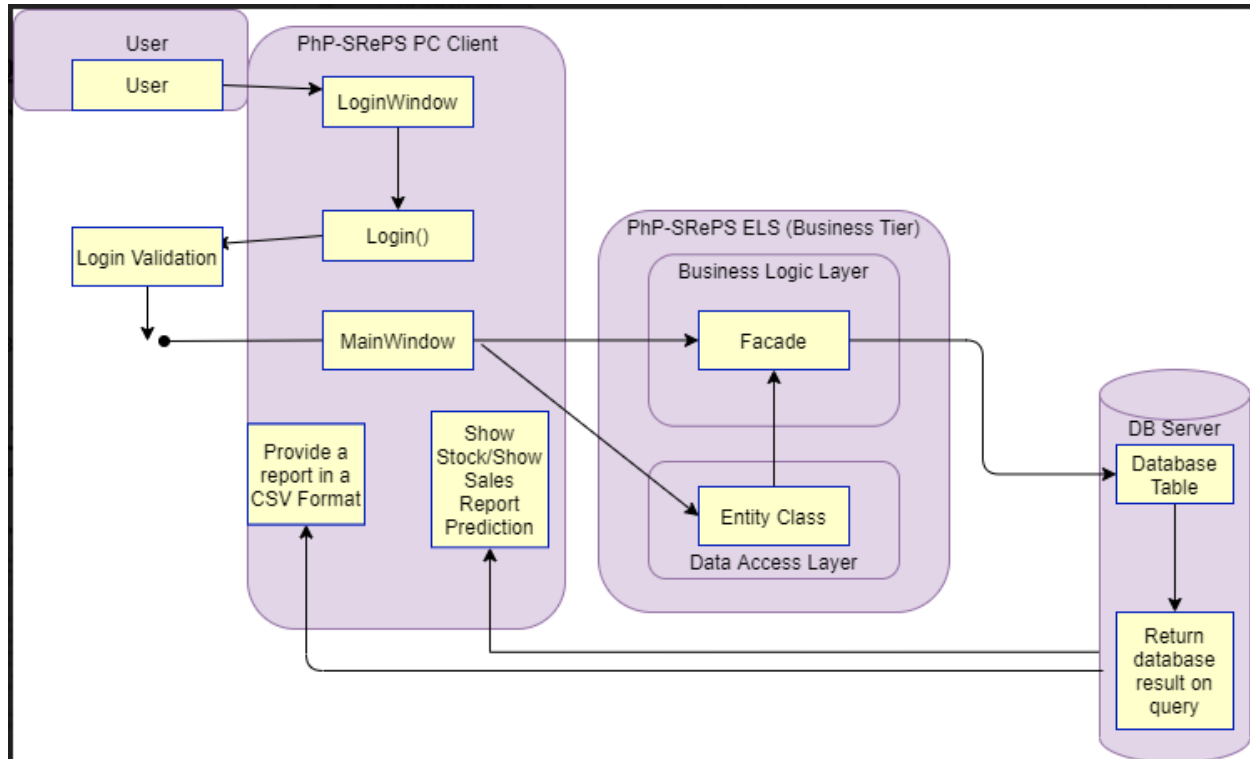 User
User
PhP-SRePS PC Client
LoginWindow
Login()
Login Validation
MainWindow
Provide a
report in a
CSV Format
Show
Stock/Show
Sales
Report
Prediction
PhP-SRePS ELS (Business Tier)
Business Logic Layer
Facade
Entity Class
Data Access Layer
DB Server
Database
Table
Return
database
result on
query